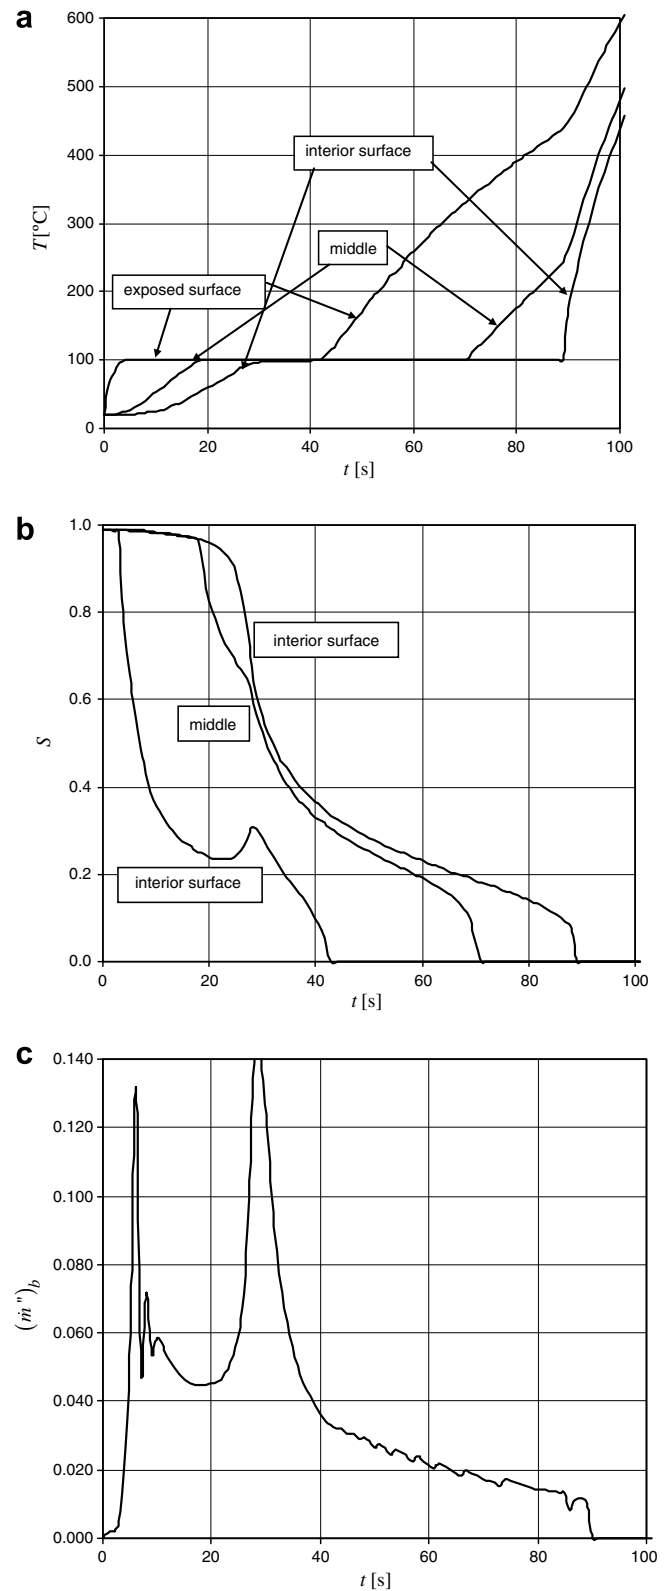 a
600
500
400
300
200
100
0
T[ºC]
interior surface
middle
exposed surface
0 20 40 60 80 100
t [s]
b
1.0
0.8
0.6
0.4
0.2
0.0
S
interior surface
middle
interior surface
0 20 40 60 80 100
t [s]
c
0.140
0.120
0.100
0.080
0.060
0.040
0.020
0.000
(ṁ")b
0 20 40 60 80 100
t [s]